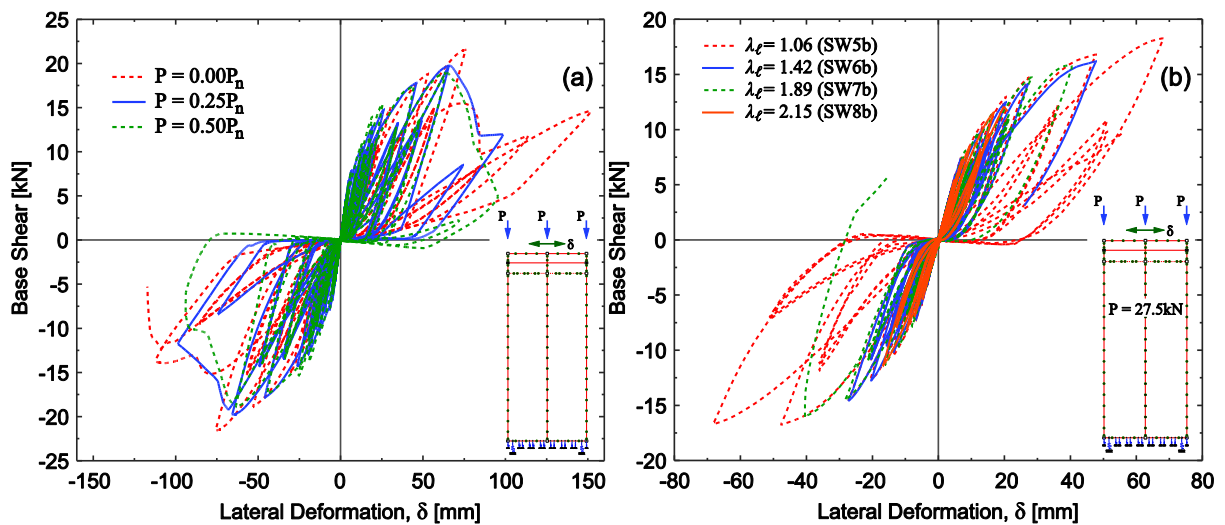 25
20
15
10
5
0
-5
-10
-15
-20
-25
-150
-100
-50
0
50
100
150
Base Shear [kN]
Lateral Deformation, δ [mm]
P = 0.00Pn
P = 0.25Pn
P = 0.50Pn
(a)
P P P
δ
20
15
10
5
0
-5
-10
-15
-20
-80
-60
-40
-20
0
20
40
60
80
Base Shear [kN]
Lateral Deformation, δ [mm]
λℓ = 1.06 (SW5b)
λℓ = 1.42 (SW6b)
λℓ = 1.89 (SW7b)
λℓ = 2.15 (SW8b)
(b)
P P P
δ
P = 27.5kN